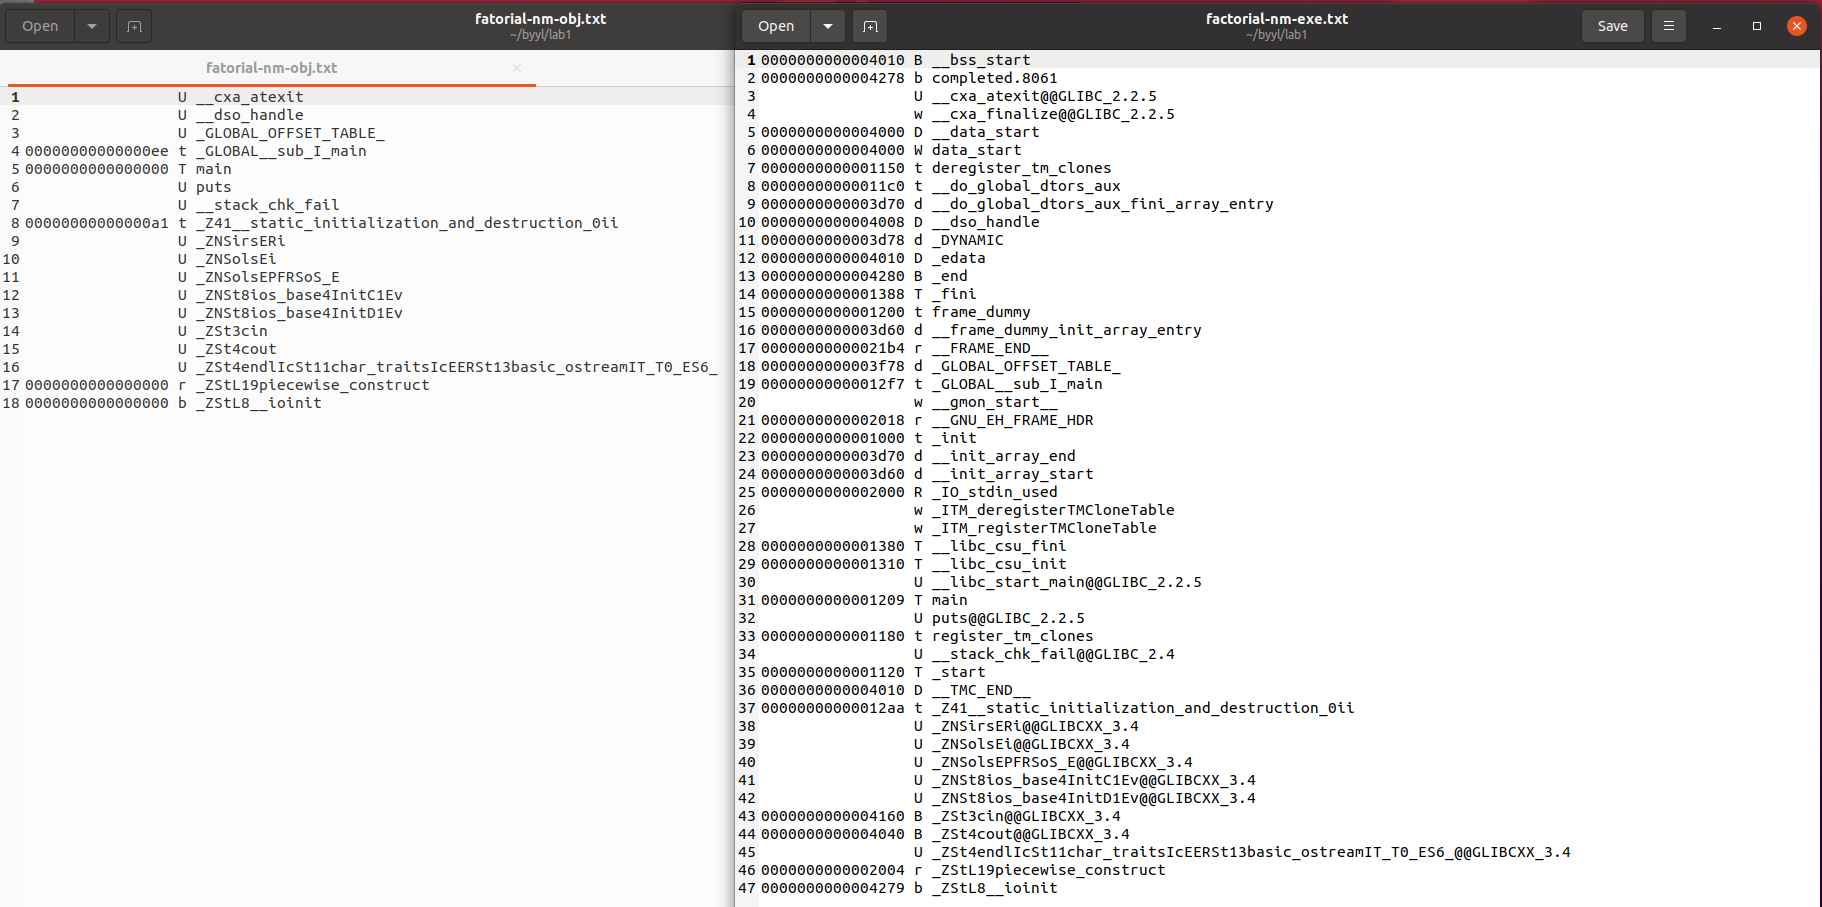 Open
fatorial-nm-obj.txt
~/byyl/lab1
fatorial-nm-obj.txt ×
1 U __cxa_atexit
2 U __dso_handle
3 U _GLOBAL_OFFSET_TABLE_
4 00000000000000ee t _GLOBAL__sub_I_main
5 0000000000000000 T main
6 U puts
7 U __stack_chk_fail
8 00000000000000a1 t _Z41__static_initialization_and_destruction_0ii
9 U _ZNSirsERi
10 U _ZNSolsEi
11 U _ZNSolsEPFRSoS_E
12 U _ZNSt8ios_base4InitC1Ev
13 U _ZNSt8ios_base4InitD1Ev
14 U _ZSt3cin
15 U _ZSt4cout
16 U _ZSt4endlIcSt11char_traitsIcEERSt13basic_ostreamIT_T0_ES6_
17 0000000000000000 r _ZStL19piecewise_construct
18 0000000000000000 b _ZStL8__ioinit
Open
factorial-nm-exe.txt
~/byyl/lab1
Save
1 0000000000004010 B __bss_start
2 0000000000004278 b completed.8061
3 U __cxa_atexit@@GLIBC_2.2.5
4 w __cxa_finalize@@GLIBC_2.2.5
5 0000000000004000 D __data_start
6 0000000000004000 W data_start
7 0000000000001150 t deregister_tm_clones
8 00000000000011c0 t __do_global_dtors_aux
9 0000000000003d70 d __do_global_dtors_aux_fini_array_entry
10 0000000000004008 D __dso_handle
11 0000000000003d78 d _DYNAMIC
12 0000000000004010 D _edata
13 0000000000004280 B _end
14 0000000000001388 T _fini
15 0000000000001200 t frame_dummy
16 0000000000003d60 d __frame_dummy_init_array_entry
17 00000000000021b4 r __FRAME_END__
18 0000000000003f78 d _GLOBAL_OFFSET_TABLE_
19 00000000000012f7 t _GLOBAL__sub_I_main
20 w __gmon_start__
21 0000000000002018 r __GNU_EH_FRAME_HDR
22 0000000000001000 t _init
23 0000000000003d70 d __init_array_end
24 0000000000003d60 d __init_array_start
25 0000000000002000 R _IO_stdin_used
26 w _ITM_deregisterTMCloneTable
27 w _ITM_registerTMCloneTable
28 0000000000001380 T __libc_csu_fini
29 0000000000001310 T __libc_csu_init
30 U __libc_start_main@@GLIBC_2.2.5
31 0000000000001209 T main
32 U puts@@GLIBC_2.2.5
33 0000000000001180 t register_tm_clones
34 U __stack_chk_fail@@GLIBC_2.4
35 0000000000001120 T _start
36 0000000000004010 D __TMC_END__
37 00000000000012aa t _Z41__static_initialization_and_destruction_0ii
38 U _ZNSirsERi@@GLIBCXX_3.4
39 U _ZNSolsEi@@GLIBCXX_3.4
40 U _ZNSolsEPFRSoS_E@@GLIBCXX_3.4
41 U _ZNSt8ios_base4InitC1Ev@@GLIBCXX_3.4
42 U _ZNSt8ios_base4InitD1Ev@@GLIBCXX_3.4
43 0000000000004160 B _ZSt3cin@@GLIBCXX_3.4
44 0000000000004040 B _ZSt4cout@@GLIBCXX_3.4
45 U _ZSt4endlIcSt11char_traitsIcEERSt13basic_ostreamIT_T0_ES6_@@GLIBCXX_3.4
46 0000000000002004 r _ZStL19piecewise_construct
47 0000000000004279 b _ZStL8__ioinit